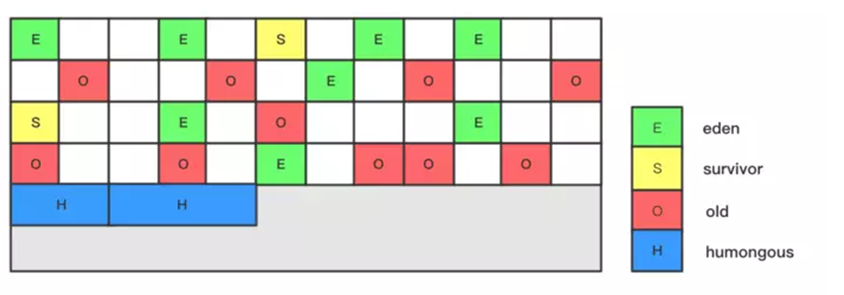 E E S E E
O O E O O
S E O E
O O E O O O
H H
E eden
S survivor
O old
H humongous